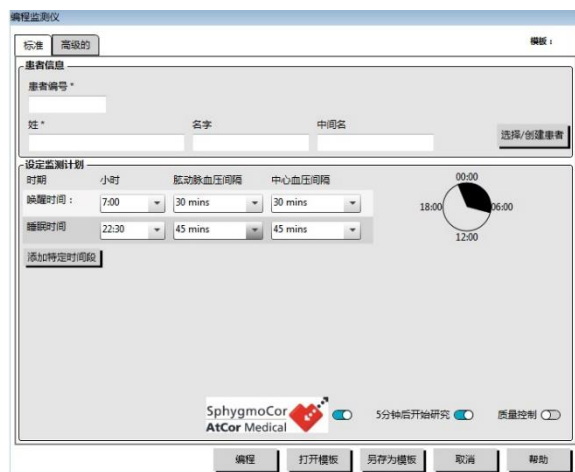 编程监测仪
标准 高级的 模板：
患者信息
患者编号 *
姓 * 名字 中间名
选择/创建患者
设定监测计划
时期 小时 肱动脉血压间隔 中心血压间隔
唤醒时间： 7:00 30 mins 30 mins
睡眠时间 22:30 45 mins 45 mins
添加特定时间段
00:00
18:00 06:00
12:00
SphygmoCor
AtCor Medical
5分钟后开始研究 质量控制
编程 打开模板 另存为模板 取消 帮助